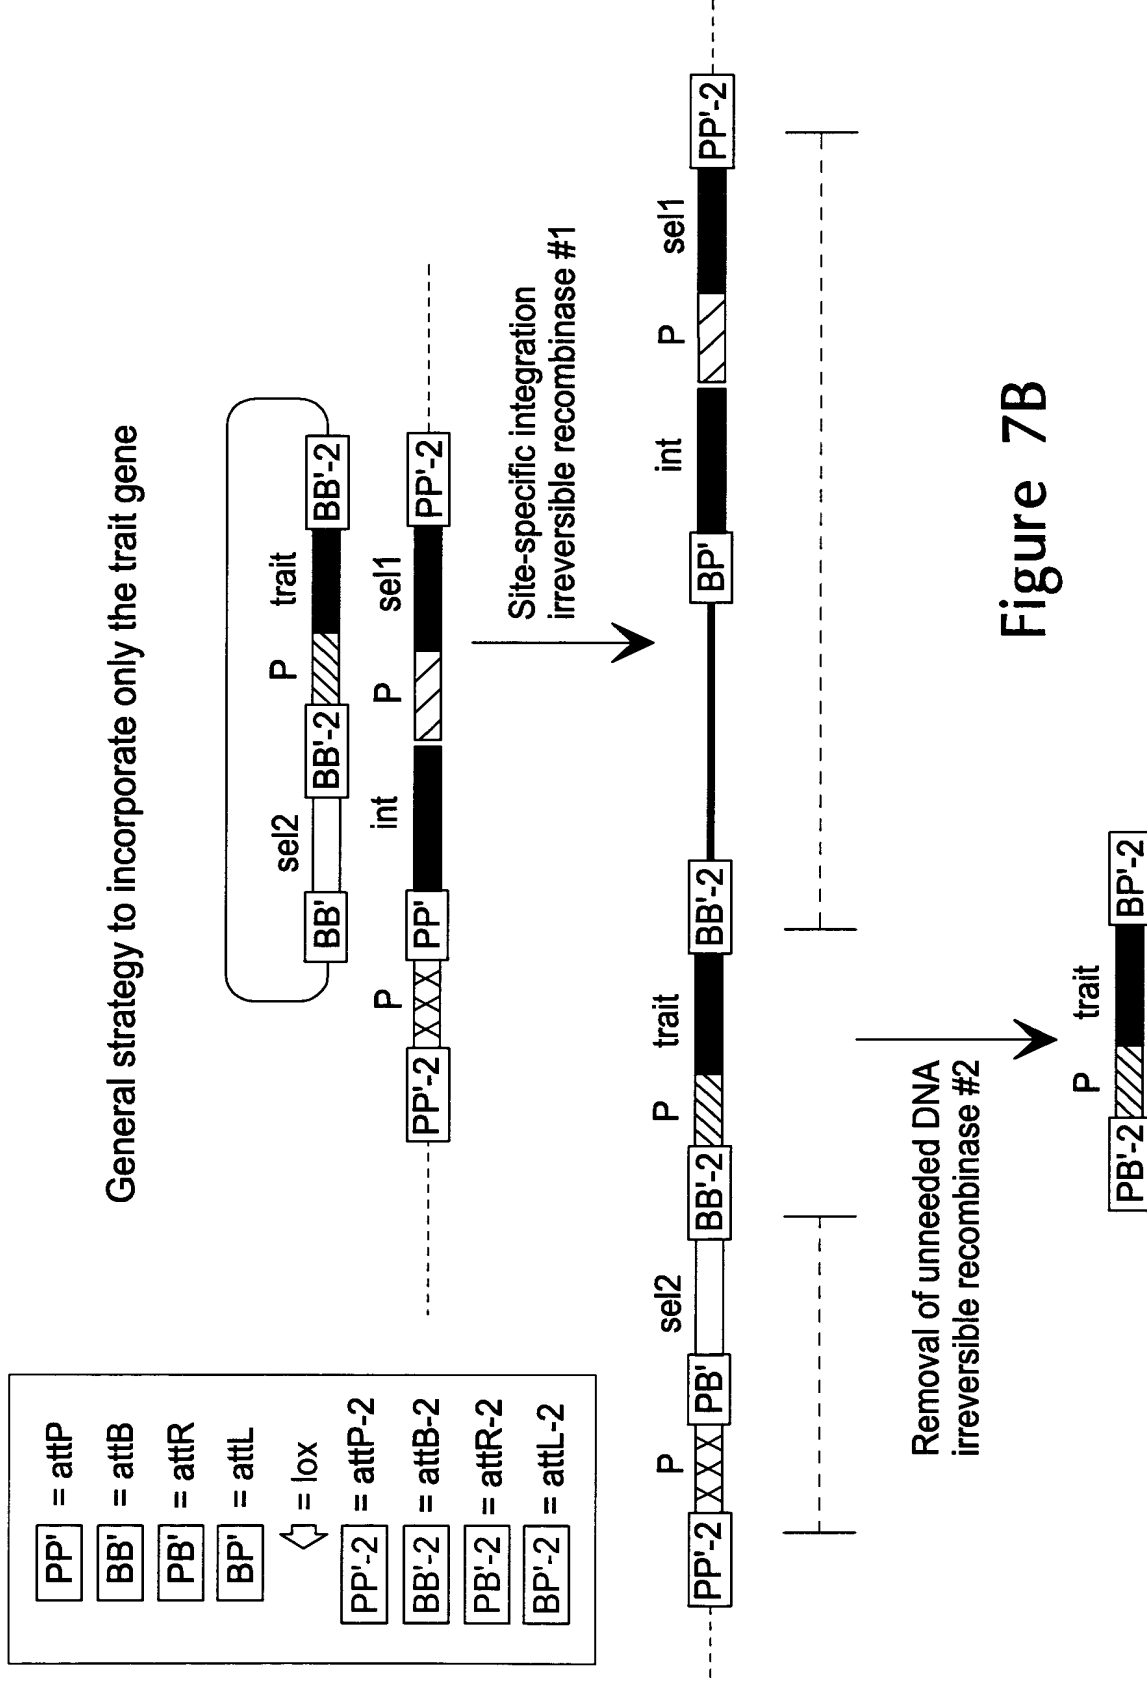 General strategy to incorporate only the trait gene
PP' = attP
BB' = attB
PB' = attR
BP' = attL
= lox
PP'-2 = attP-2
BB'-2 = attB-2
PB'-2 = attR-2
BP'-2 = attL-2
sel2 P trait
BB' BB'-2 BB'-2
P int P sel1
PP'-2 PP' PP'-2
Site-specific integration
irreversible recombinase #1
P sel2 P trait int P sel1
PP'-2 PB' BB'-2 BB'-2 BP' PP'-2
Removal of unneeded DNA
irreversible recombinase #2
P trait
PB'-2 BP'-2
Figure 7B